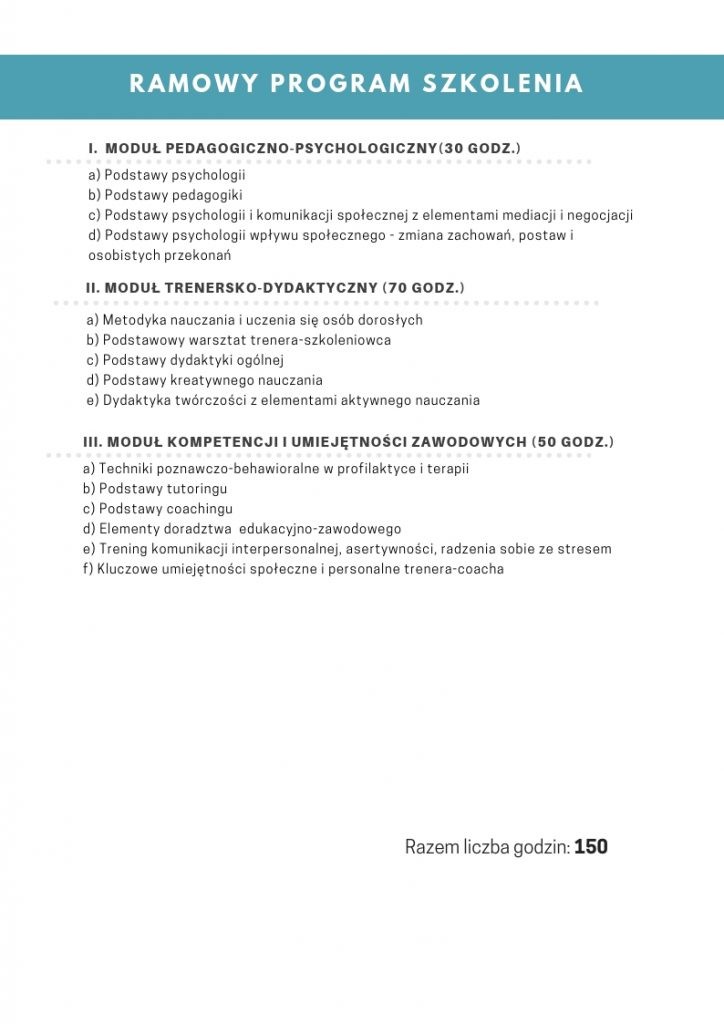 RAMOWY PROGRAM SZKOLENIA
I. MODUŁ PEDAGOGICZNO-PSYCHOLOGICZNY(30 GODZ.)
a) Podstawy psychologii
b) Podstawy pedagogiki
c) Podstawy psychologii i komunikacji społecznej z elementami mediacji i negocjacji
d) Podstawy psychologii wpływu społecznego - zmiana zachowań, postaw i
osobistych przekonań
II. MODUŁ TRENERSKO-DYDAKTYCZNY (70 GODZ.)
a) Metodyka nauczania i uczenia się osób dorosłych
b) Podstawowy warsztat trenera-szkoleniowca
c) Podstawy dydaktyki ogólnej
d) Podstawy kreatywnego nauczania
e) Dydaktyka twórczości z elementami aktywnego nauczania
III. MODUŁ KOMPETENCJI I UMIEJĘTNOŚCI ZAWODOWYCH (50 GODZ.)
a) Techniki poznawczo-behawioralne w profilaktyce i terapii
b) Podstawy tutoringu
c) Podstawy coachingu
d) Elementy doradztwa edukacyjno-zawodowego
e) Trening komunikacji interpersonalnej, asertywności, radzenia sobie ze stresem
f) Kluczowe umiejętności społeczne i personalne trenera-coacha
Razem liczba godzin: 150